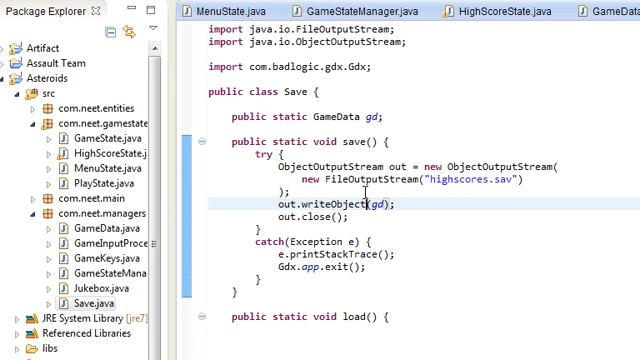 Package Explorer
MenuState.java
GameStateManager.java
HighScoreState.java
GameData
Artifact
Assault Team
Asteroids
src
com.neet.entities
com.neet.gamestate
GameState.java
HighScoreState.j
MenuState.java
PlayState.java
com.neet.main
com.neet.managers
GameData.java
GameInputProce
GameKeys.java
GameStateMana
Jukebox.java
Save.java
JRE System Library [jre7]
Referenced Libraries
libs
import java.io.FileOutputStream;
import java.io.ObjectOutputStream;
import com.badlogic.gdx.Gdx;
public class Save {
public static GameData gd;
public static void save() {
try {
ObjectOutputStream out = new ObjectOutputStream(
new FileOutputStream("highscores.sav")
);
out.writeObject(gd);
out.close();
}
catch(Exception e) {
e.printStackTrace();
Gdx.app.exit();
}
}
public static void load() {